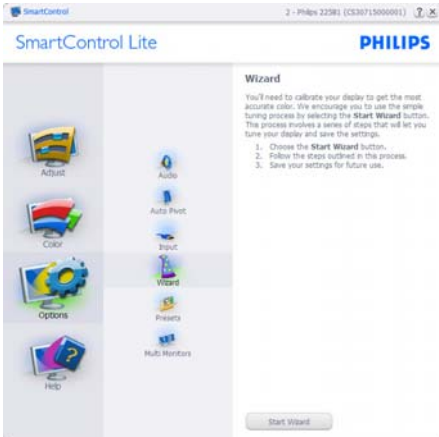 SmartControl
2 - Philips 225B1 (CS30715000001)
SmartControl Lite
PHILIPS
Adjust
Color
Options
Help
Audio
Auto Pivot
Input
Wizard
Presets
Multi Monitors
Wizard
You'll need to calibrate your display to get the most
accurate color. We encourage you to use the simple
tuning process by selecting the Start Wizard button.
This process involves a series of steps that will let you
tune your display and save the settings.
1. Choose the Start Wizard button.
2. Follow the steps outlined in this process.
3. Save your settings for future use.
Start Wizard